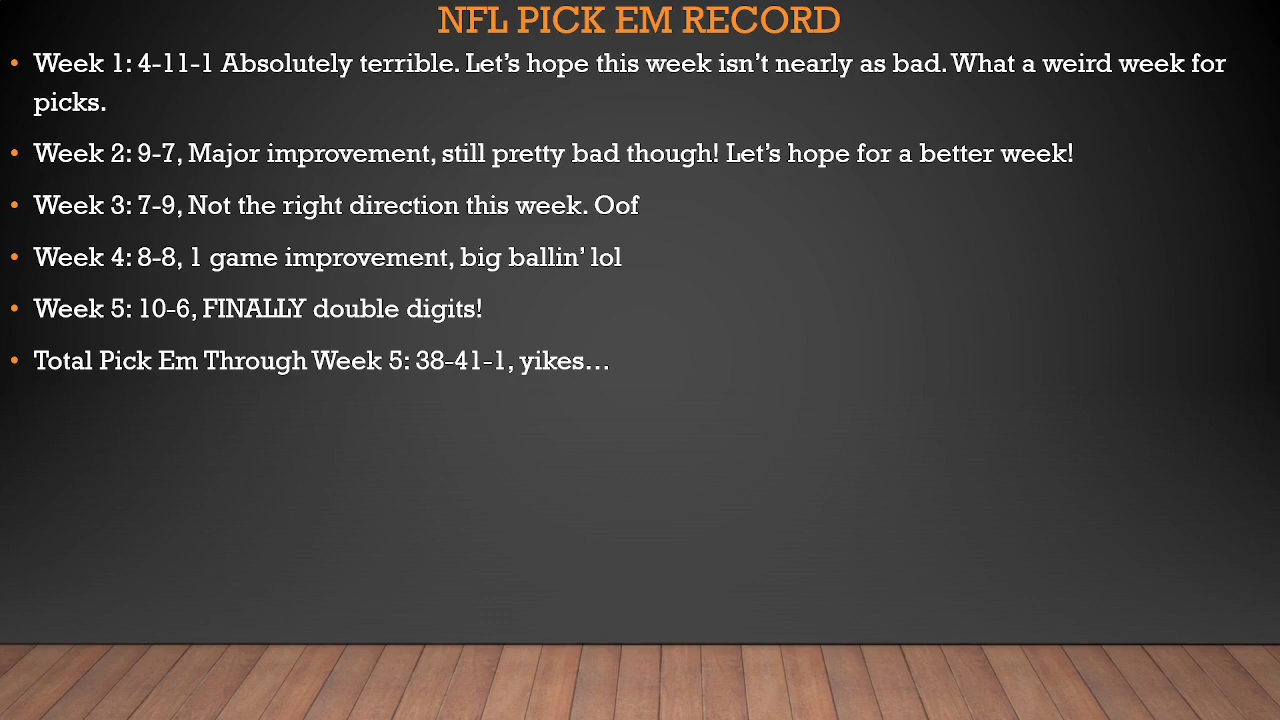 NFL PICK EM RECORD
• Week 1: 4-11-1 Absolutely terrible. Let’s hope this week isn’t nearly as bad. What a weird week for
picks.
• Week 2: 9-7, Major improvement, still pretty bad though! Let’s hope for a better week!
• Week 3: 7-9, Not the right direction this week. Oof
• Week 4: 8-8, 1 game improvement, big ballin’ lol
• Week 5: 10-6, FINALLY double digits!
• Total Pick Em Through Week 5: 38-41-1, yikes…